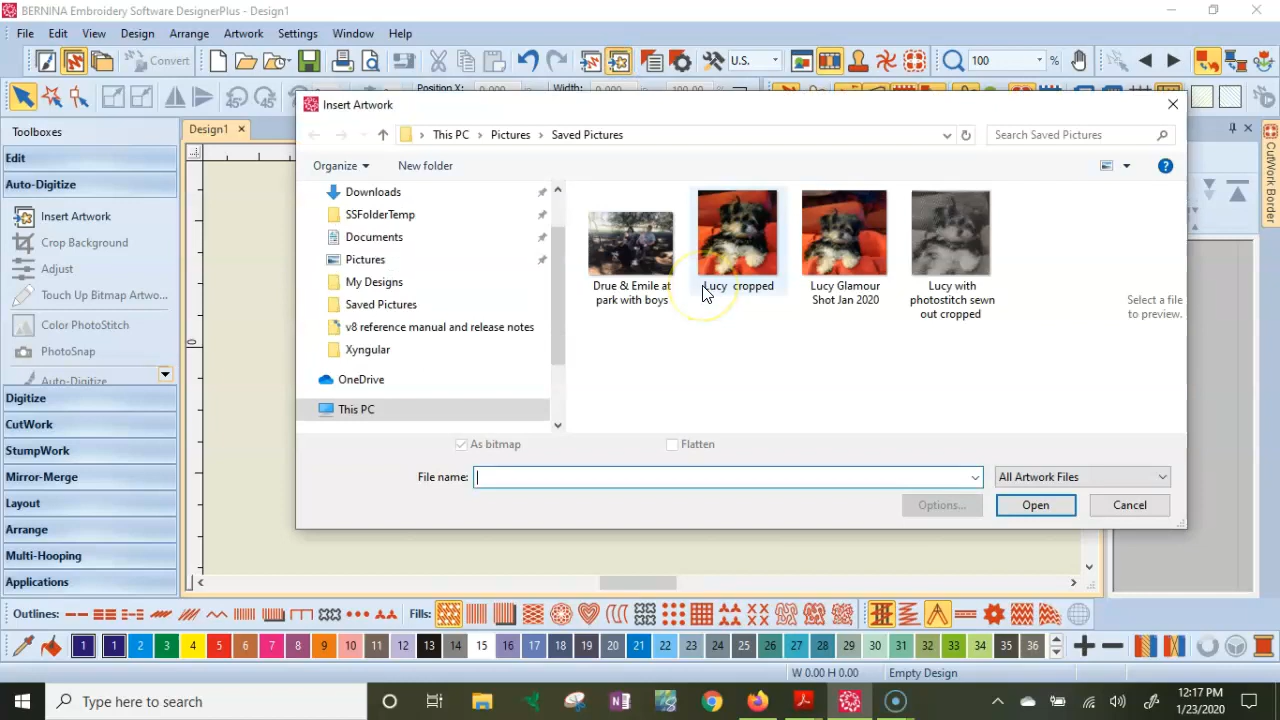 BERNINA Embroidery Software DesignerPlus - Design1
File Edit View Design Arrange Artwork Settings Window Help
Convert U.S. 100 %
Position X: 0.000 Width: 0.000 100.00
Toolboxes
Edit
Auto-Digitize
Insert Artwork
Crop Background
Adjust
Touch Up Bitmap Artwo...
Color PhotoStitch
PhotoSnap
Auto-Digitize
Digitize
CutWork
StumpWork
Mirror-Merge
Layout
Arrange
Multi-Hooping
Applications
Design1
Insert Artwork
This PC > Pictures > Saved Pictures
Search Saved Pictures
Organize New folder
Downloads
SSFolderTemp
Documents
Pictures
My Designs
Saved Pictures
v8 reference manual and release notes
Xyngular
OneDrive
This PC
Drue & Emile at
park with boys
Lucy cropped
Lucy Glamour
Shot Jan 2020
Lucy with
photostitch sewn
out cropped
Select a file
to preview.
As bitmap Flatten
File name: All Artwork Files
Options... Open Cancel
CutWork Border
Outlines: Fills:
1 1 2 3 4 5 6 7 8 9 10 11 12 13 14 15 16 17 18 19 20 21 22 23 24 25 26 27 28 29 30 31 32 33 34 35 36
W 0.00 H 0.00 Empty Design
Type here to search
12:17 PM
1/23/2020